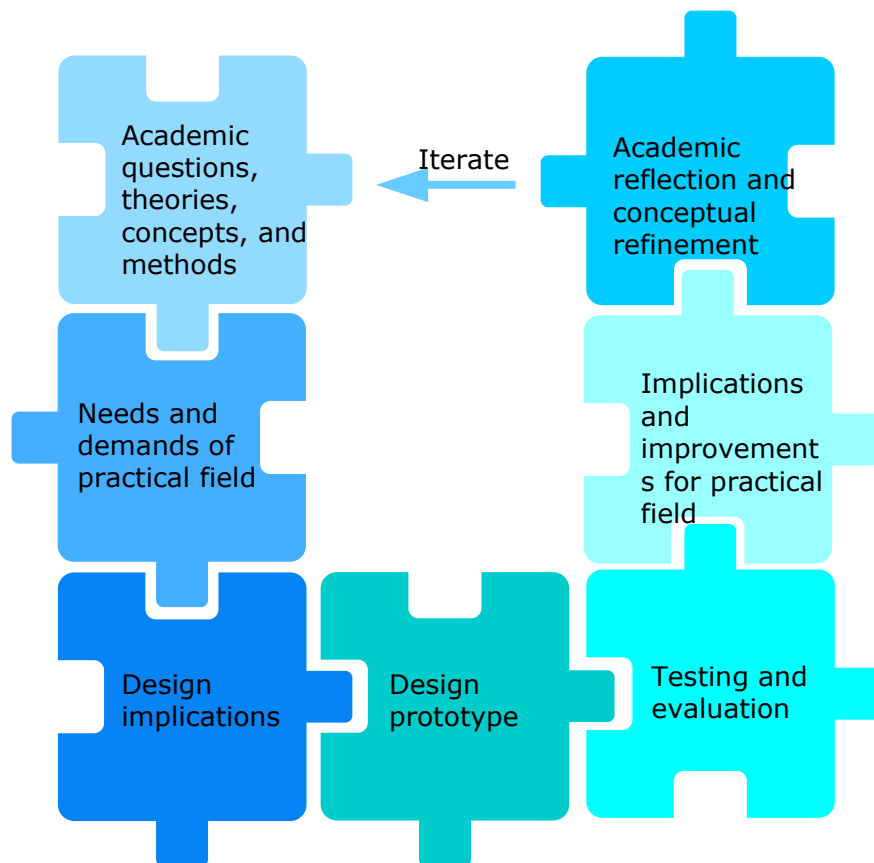 Academic
questions,
theories,
concepts, and
methods
Iterate
Academic
reflection and
conceptual
refinement
Needs and
demands of
practical field
Implications
and
improvement
s for practical
field
Design
implications
Design
prototype
Testing and
evaluation